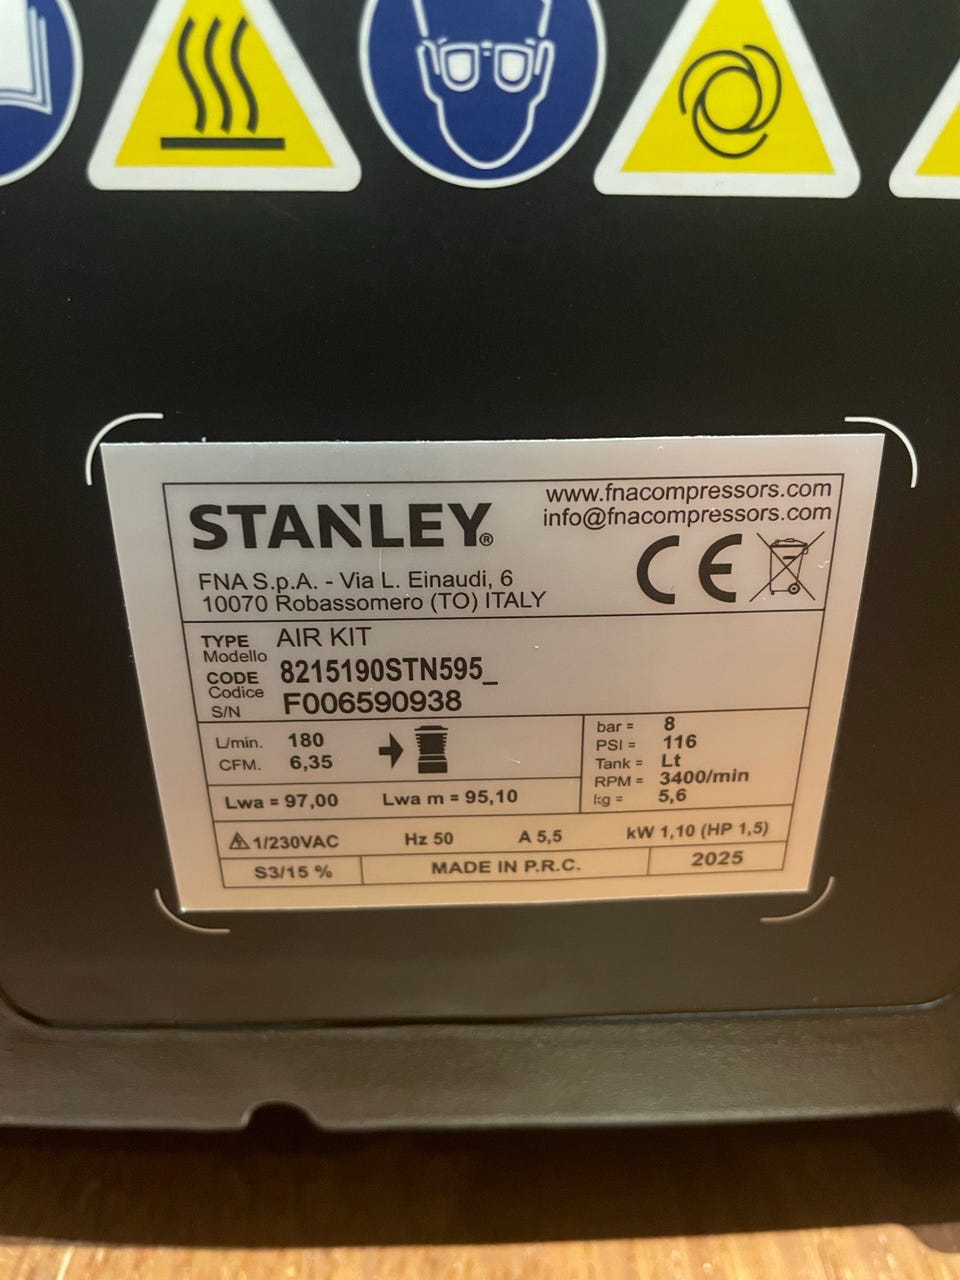 www.fnacompressors.com
info@fnacompressors.com
STANLEY®
CE
FNA S.p.A. - Via L. Einaudi, 6
10070 Robassomero (TO) ITALY
TYPE AIR KIT
Modello
CODE 8215190STN595_
Codice
S/N F006590938
L/min. 180
CFM. 6,35
bar = 8
PSI = 116
Tank = Lt
RPM = 3400/min
kg = 5,6
Lwa = 97,00 Lwa m = 95,10
1/230VAC Hz 50 A 5,5 kW 1,10 (HP 1,5)
S3/15 % MADE IN P.R.C. 2025